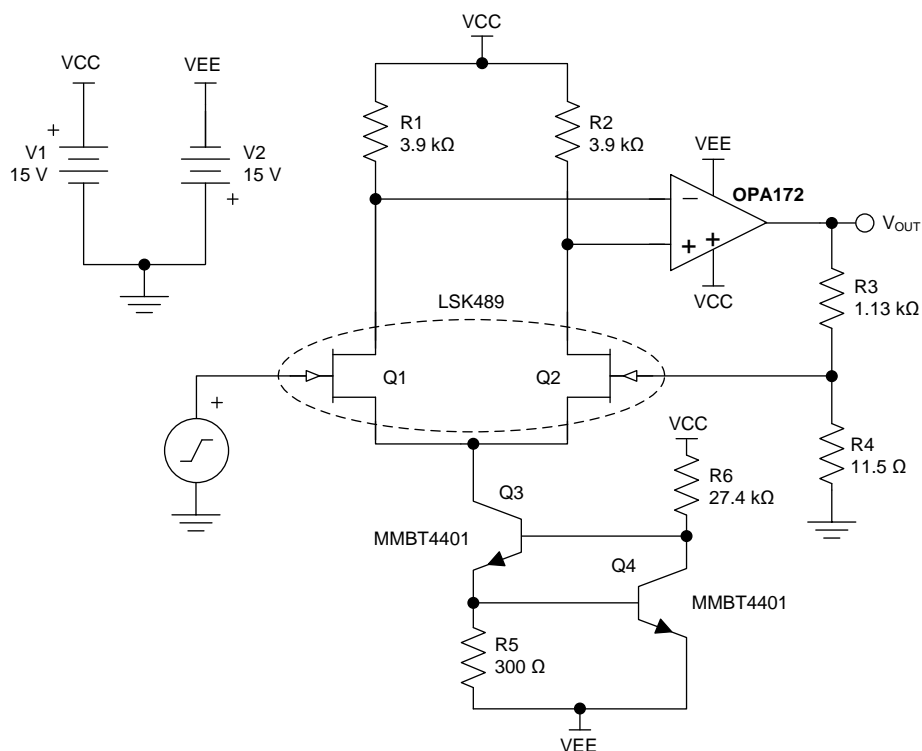 VCC
VCC
VEE
+
V1
15 V
V2
15 V
+
R1
3.9 kΩ
R2
3.9 kΩ
VEE
OPA172
−
+
+
VCC
VOUT
R3
1.13 kΩ
LSK489
Q1
Q2
+
VCC
R6
27.4 kΩ
R4
11.5 Ω
Q3
MMBT4401
Q4
MMBT4401
R5
300 Ω
VEE